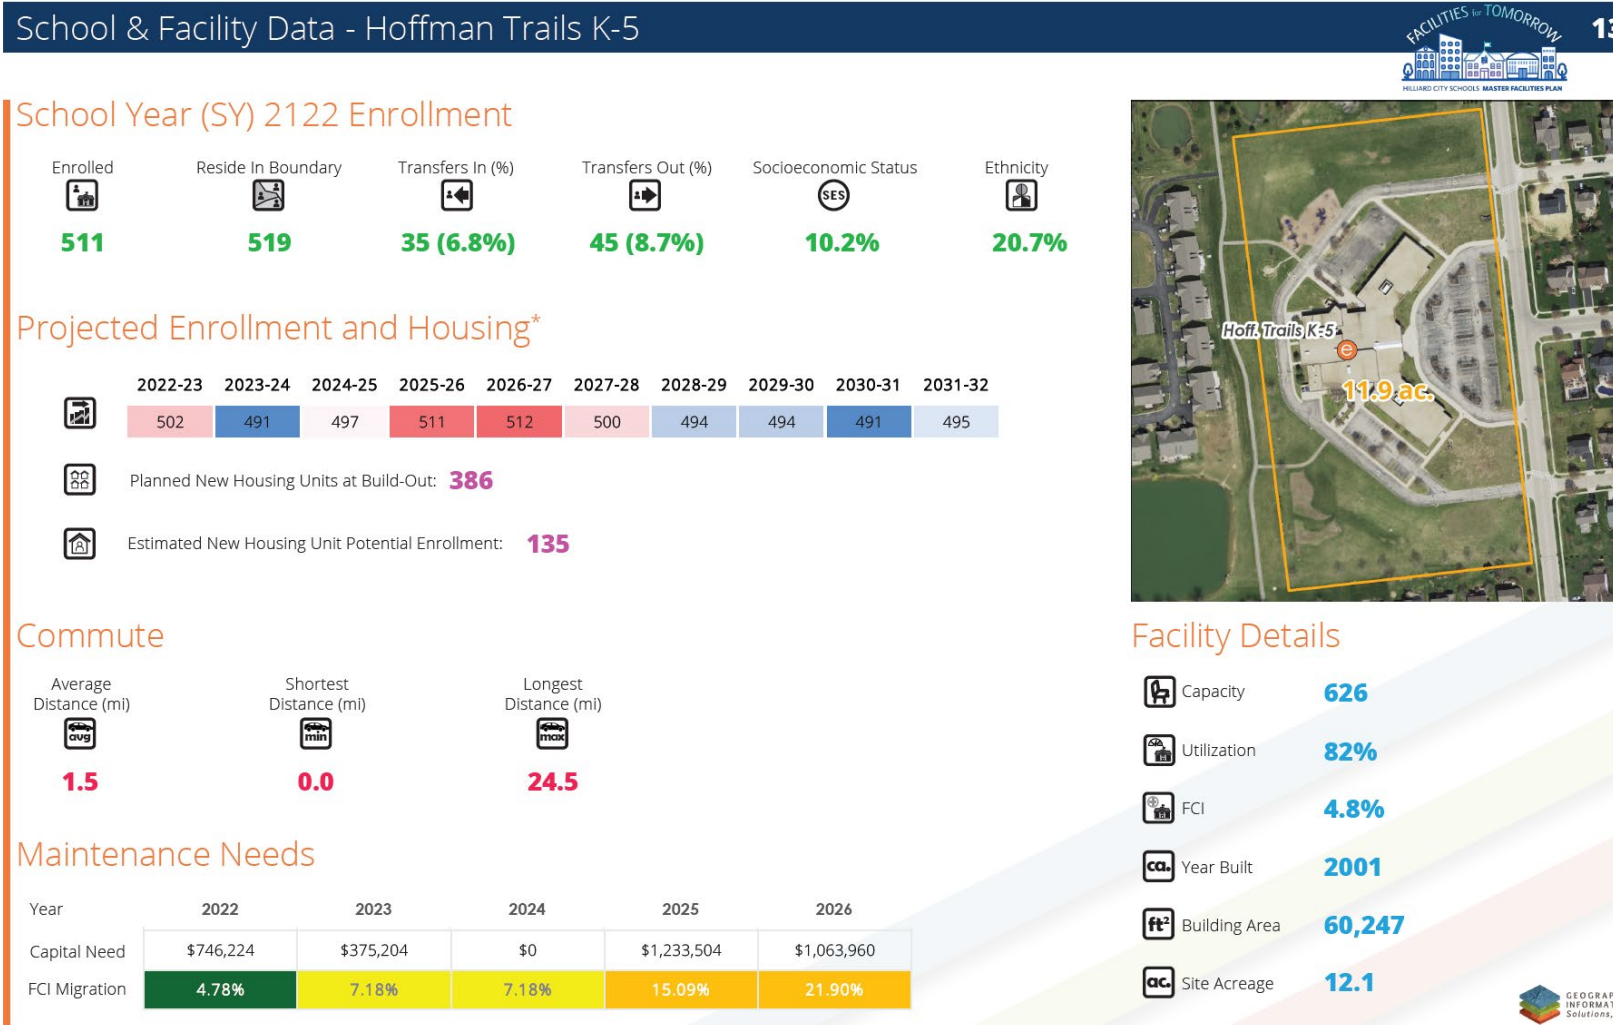 School & Facility Data - Hoffman Trails K-5
FACILITIES for TOMORROW
HILLIARD CITY SCHOOLS MASTER FACILITIES PLAN
13
School Year (SY) 2122 Enrollment
Enrolled Reside In Boundary Transfers In (%) Transfers Out (%) Socioeconomic Status Ethnicity
SES
511 519 35 (6.8%) 45 (8.7%) 10.2% 20.7%
Projected Enrollment and Housing*
2022-23 2023-24 2024-25 2025-26 2026-27 2027-28 2028-29 2029-30 2030-31 2031-32
502 491 497 511 512 500 494 494 491 495
Planned New Housing Units at Build-Out: 386
Estimated New Housing Unit Potential Enrollment: 135
Hoff. Trails K-5
e
11.9 ac.
Commute
Average Distance (mi)
avg
1.5
Shortest Distance (mi)
min
0.0
Longest Distance (mi)
max
24.5
Maintenance Needs
Year 2022 2023 2024 2025 2026
Capital Need $746,224 $375,204 $0 $1,233,504 $1,063,960
FCI Migration 4.78% 7.18% 7.18% 15.09% 21.90%
Facility Details
Capacity 626
Utilization 82%
FCI 4.8%
ca. Year Built 2001
ft² Building Area 60,247
ac. Site Acreage 12.1
Solutions,